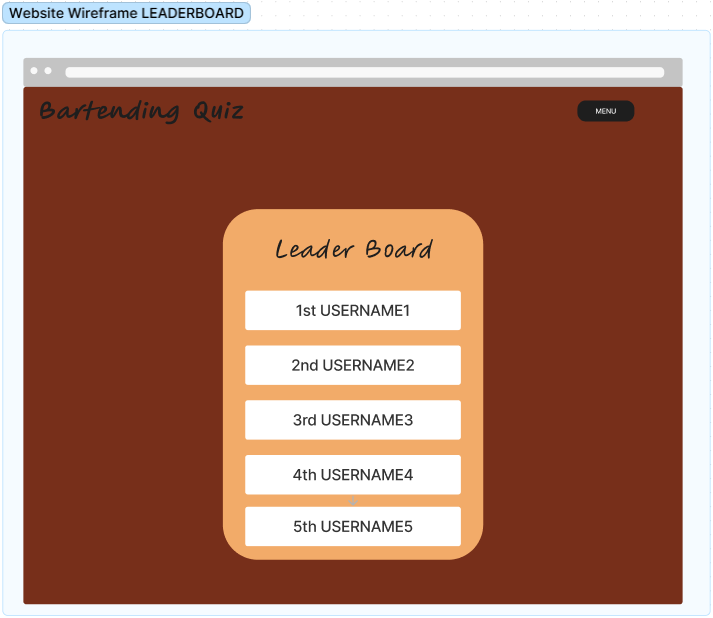 Website Wireframe LEADERBOARD
Bartending Quiz
MENU
Leader Board
1st USERNAME1
2nd USERNAME2
3rd USERNAME3
4th USERNAME4
5th USERNAME5